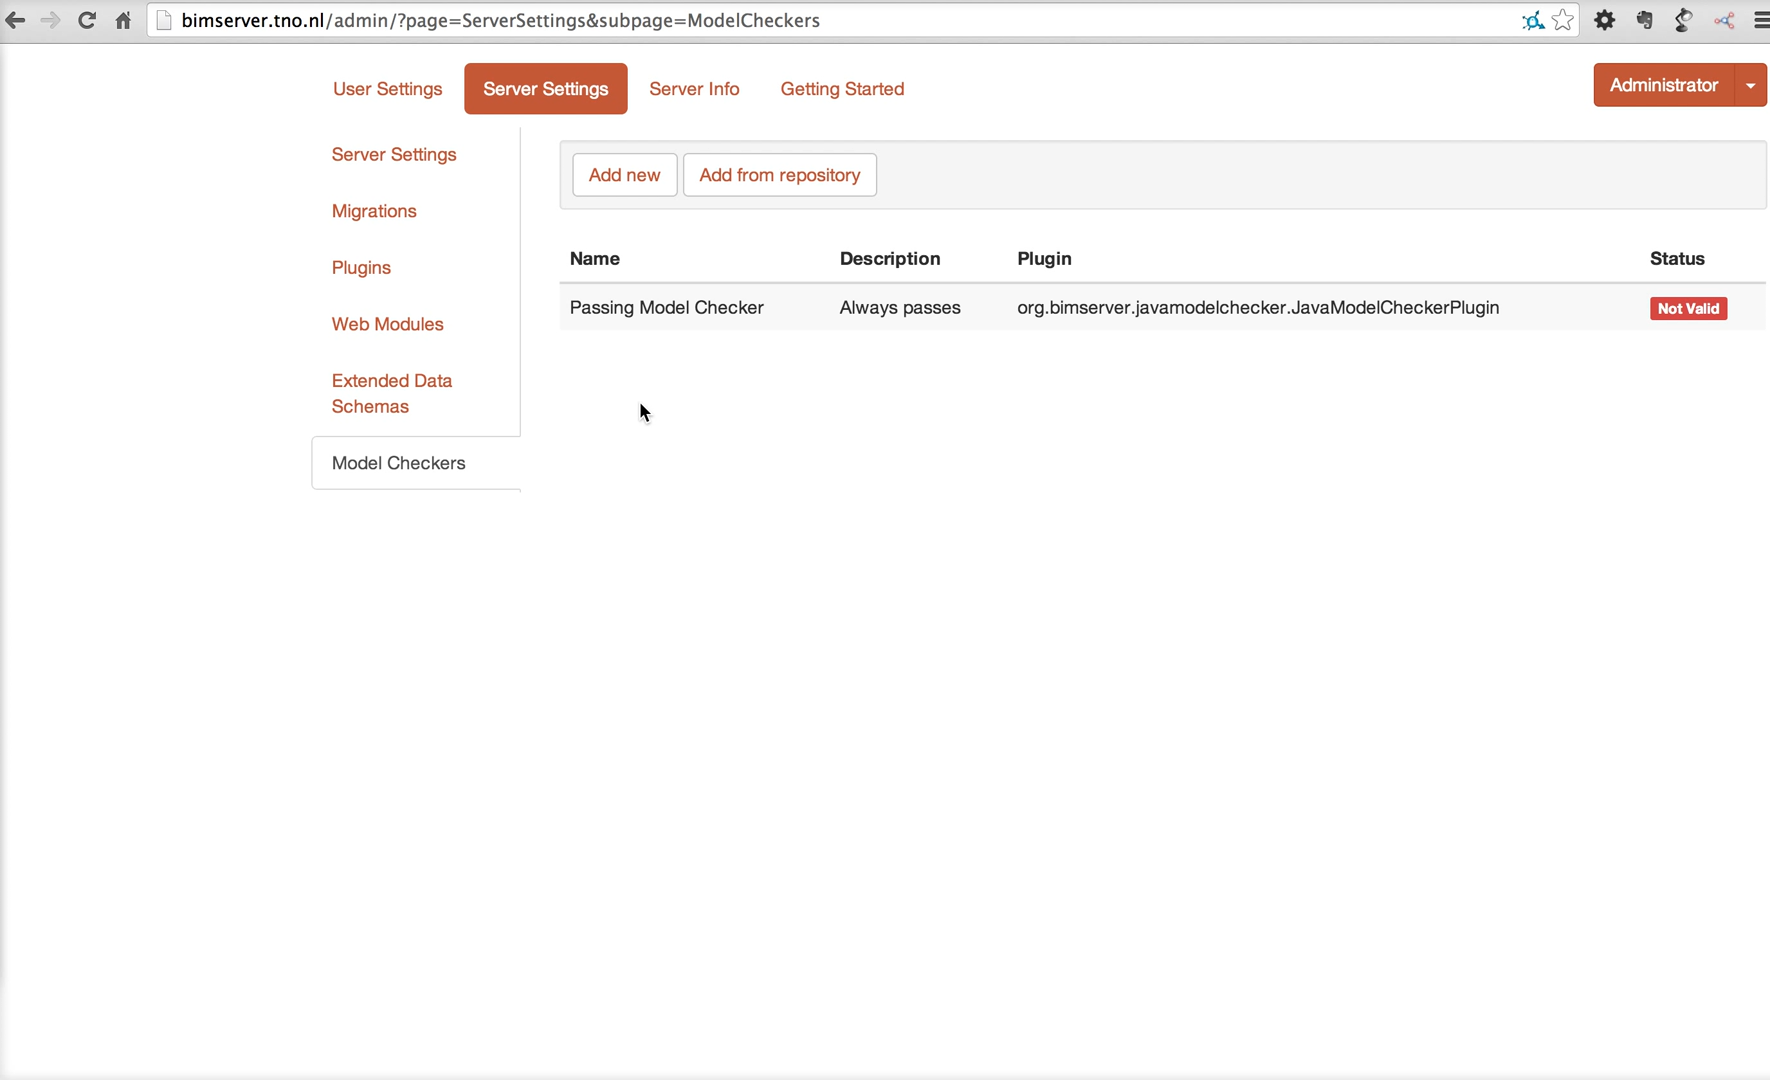 bimserver.tno.nl/admin/?page=ServerSettings&subpage=ModelCheckers
User Settings Server Settings Server Info Getting Started Administrator
Server Settings
Migrations
Plugins
Web Modules
Extended Data
Schemas
Model Checkers
Add new Add from repository
Name Description Plugin Status
Passing Model Checker Always passes org.bimserver.javamodelchecker.JavaModelCheckerPlugin Not Valid